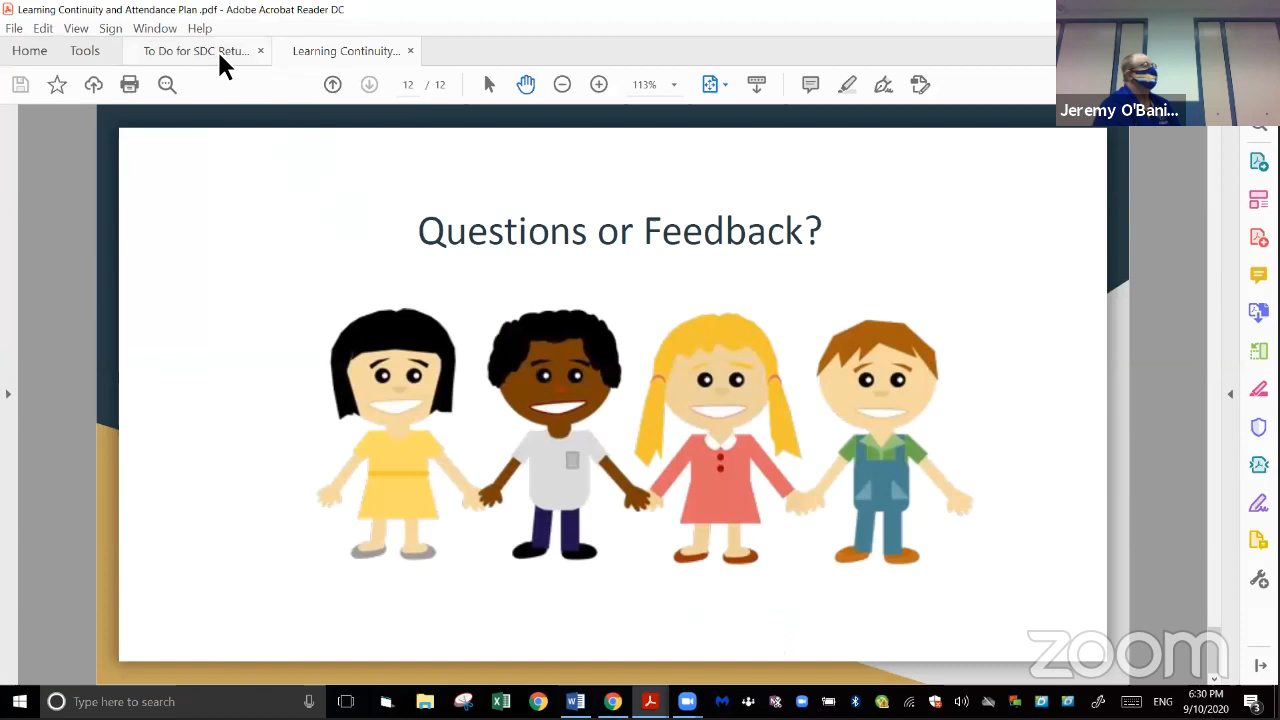 Learning Continuity and Attendance Plan .pdf - Adobe Acrobat Reader DC
File Edit View Sign Window Help
Home Tools To Do for SDC Retu... × Learning Continuity... ×
12 / 12 113%
Jeremy O'Bani...
Questions or Feedback?
zoom
Type here to search
ENG
6:30 PM
9/10/2020
3